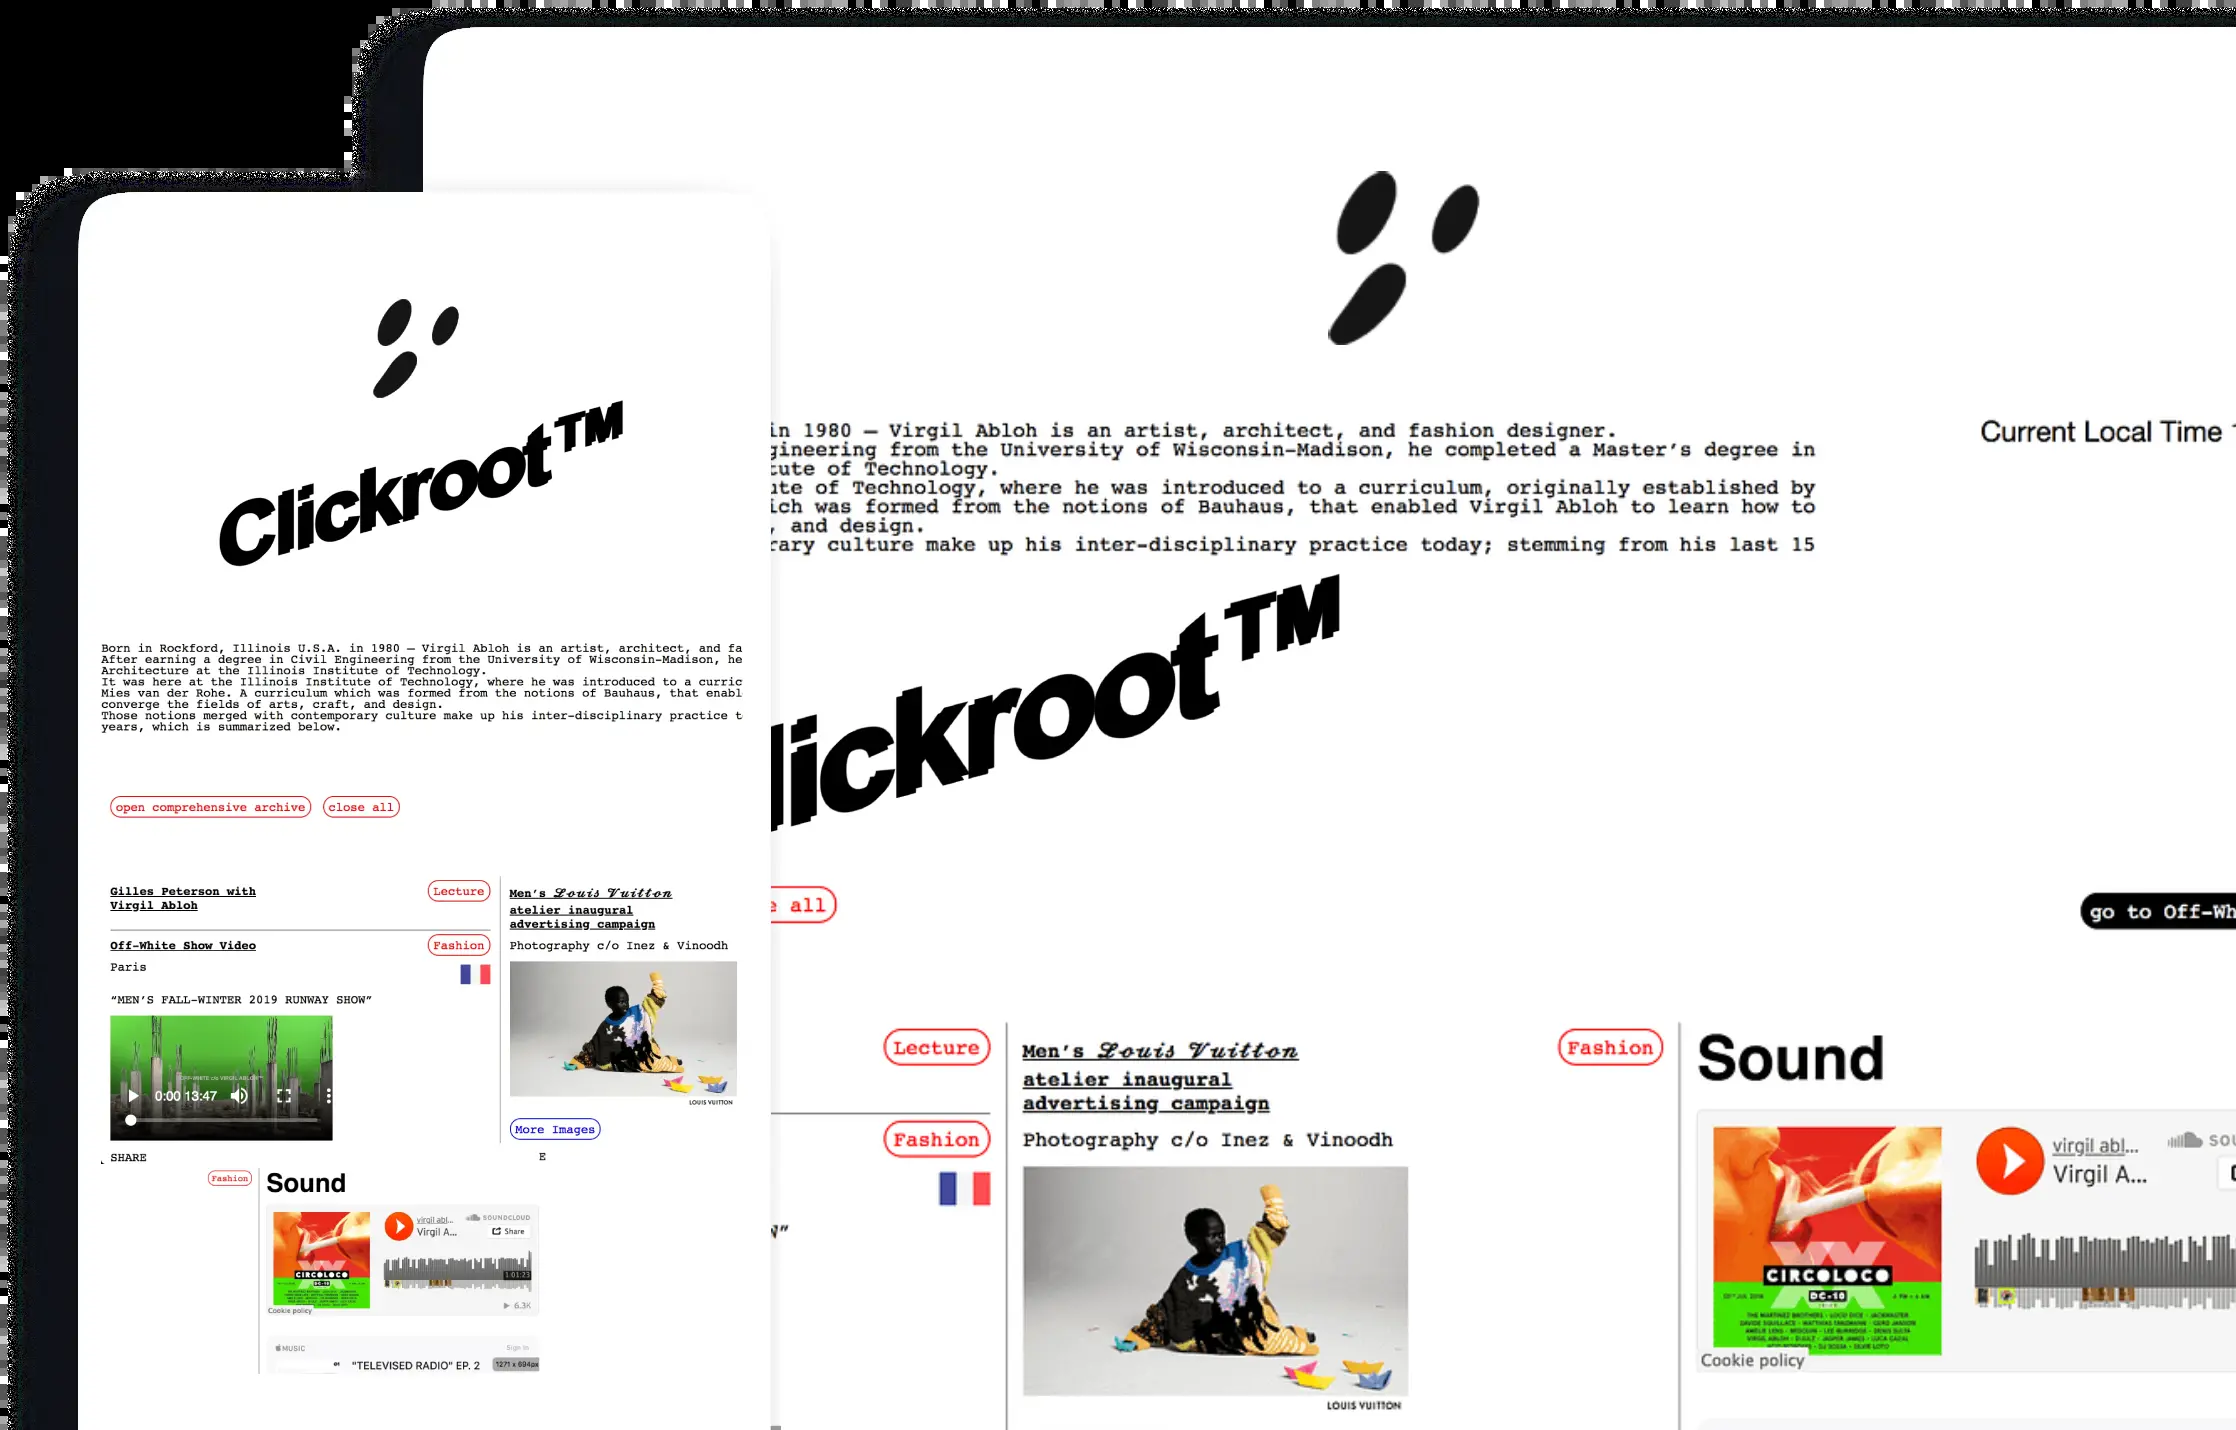 Clickroot™
Born in Rockford, Illinois U.S.A. in 1980 — Virgil Abloh is an artist, architect, and fa
After earning a degree in Civil Engineering from the University of Wisconsin-Madison, he
Architecture at the Illinois Institute of Technology.
It was here at the Illinois Institute of Technology, where he was introduced to a curric
Mies van der Rohe. A curriculum which was formed from the notions of Bauhaus, that enabl
converge the fields of arts, craft, and design.
Those notions merged with contemporary culture make up his inter-disciplinary practice t
years, which is summarized below.
open comprehensive archive
close all
Gilles Peterson with
Virgil Abloh
Lecture
Off-White Show Video
Fashion
Paris
“MEN’S FALL-WINTER 2019 RUNWAY SHOW”
OFF-WHITE c/o VIRGIL ABLOH™
0:00 13:47
SHARE
Men’s Louis Vuitton
atelier inaugural
advertising campaign
Photography c/o Inez & Vinoodh
LOUIS VUITTON
More Images
E
Fashion
Sound
CIRCOLOCO
DC-10
virgil abl...
Virgil A...
SOUNDCLOUD
Share
1:01:23
6.3K
Cookie policy
MUSIC
Sign In
"TELEVISED RADIO" EP. 2
1271 x 694px
in 1980 — Virgil Abloh is an artist, architect, and fashion designer.
gineering from the University of Wisconsin-Madison, he completed a Master’s degree in
tute of Technology.
ute of Technology, where he was introduced to a curriculum, originally established by
ich was formed from the notions of Bauhaus, that enabled Virgil Abloh to learn how to
, and design.
rary culture make up his inter-disciplinary practice today; stemming from his last 15
Current Local Time
lickroot™
e all
go to Off-Wh
Lecture
Fashion
Men’s Louis Vuitton
atelier inaugural
advertising campaign
Photography c/o Inez & Vinoodh
LOUIS VUITTON
Fashion
Sound
XX
CIRCOLOCO
DC-10
virgil abl...
Virgil A...
SOU
Cookie policy